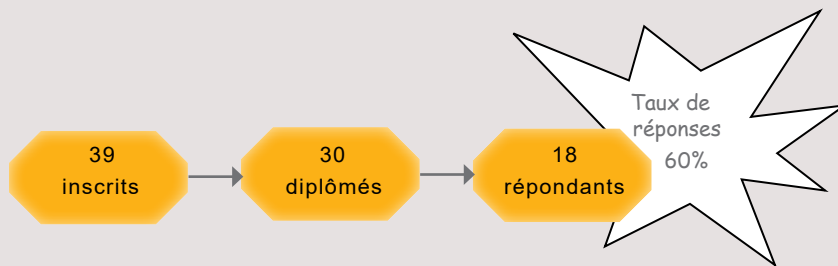 39
inscrits
30
diplômés
18
répondants
Taux de
réponses
60%